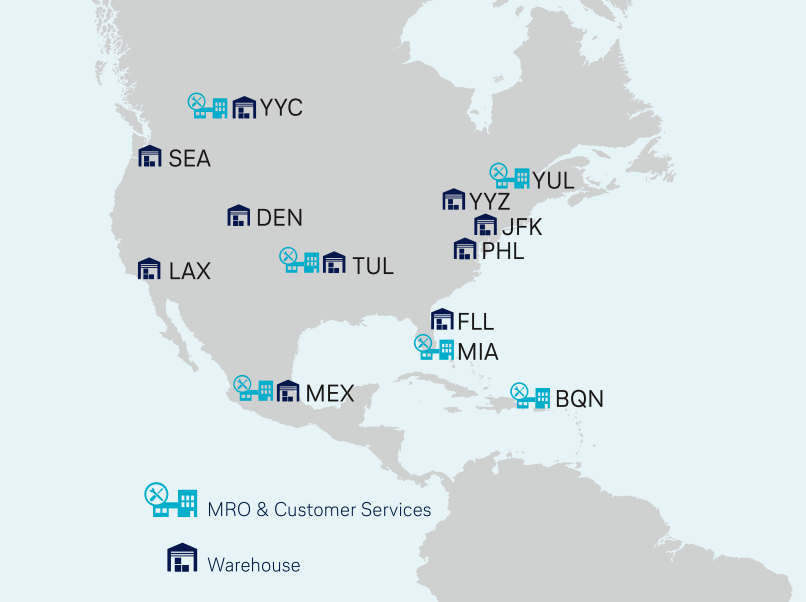 YYC
SEA
YUL
YYZ
DEN
JFK
PHL
TUL
LAX
FLL
MIA
MEX
BQN
MRO & Customer Services
Warehouse